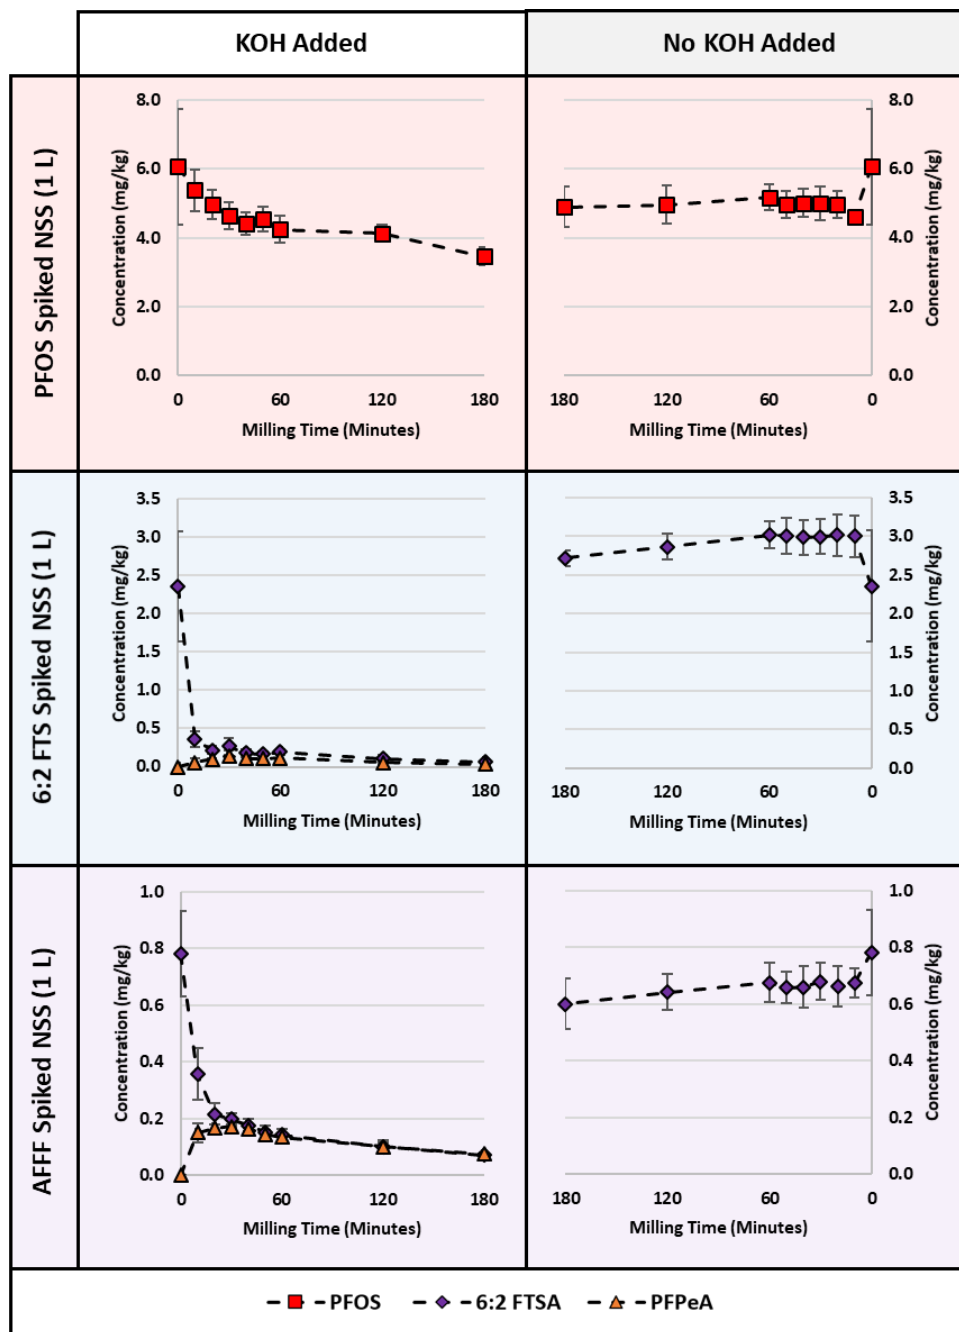 KOH Added
No KOH Added
PFOS Spiked NSS (1 L)
Concentration (mg/kg)
8.0
6.0
4.0
2.0
0.0
0 60 120 180
Milling Time (Minutes)
8.0
6.0
4.0
2.0
0.0
Concentration (mg/kg)
180 120 60 0
Milling Time (Minutes)
6:2 FTS Spiked NSS (1 L)
Concentration (mg/kg)
3.5
3.0
2.5
2.0
1.5
1.0
0.5
0.0
0 60 120 180
Milling Time (Minutes)
3.5
3.0
2.5
2.0
1.5
1.0
0.5
0.0
Concentration (mg/kg)
180 120 60 0
Milling Time (Minutes)
AFFF Spiked NSS (1 L)
Concentration (mg/kg)
1.0
0.8
0.6
0.4
0.2
0.0
0 60 120 180
Milling Time (Minutes)
1.0
0.8
0.6
0.4
0.2
0.0
Concentration (mg/kg)
180 120 60 0
Milling Time (Minutes)
PFOS 6:2 FTSA PFPeA